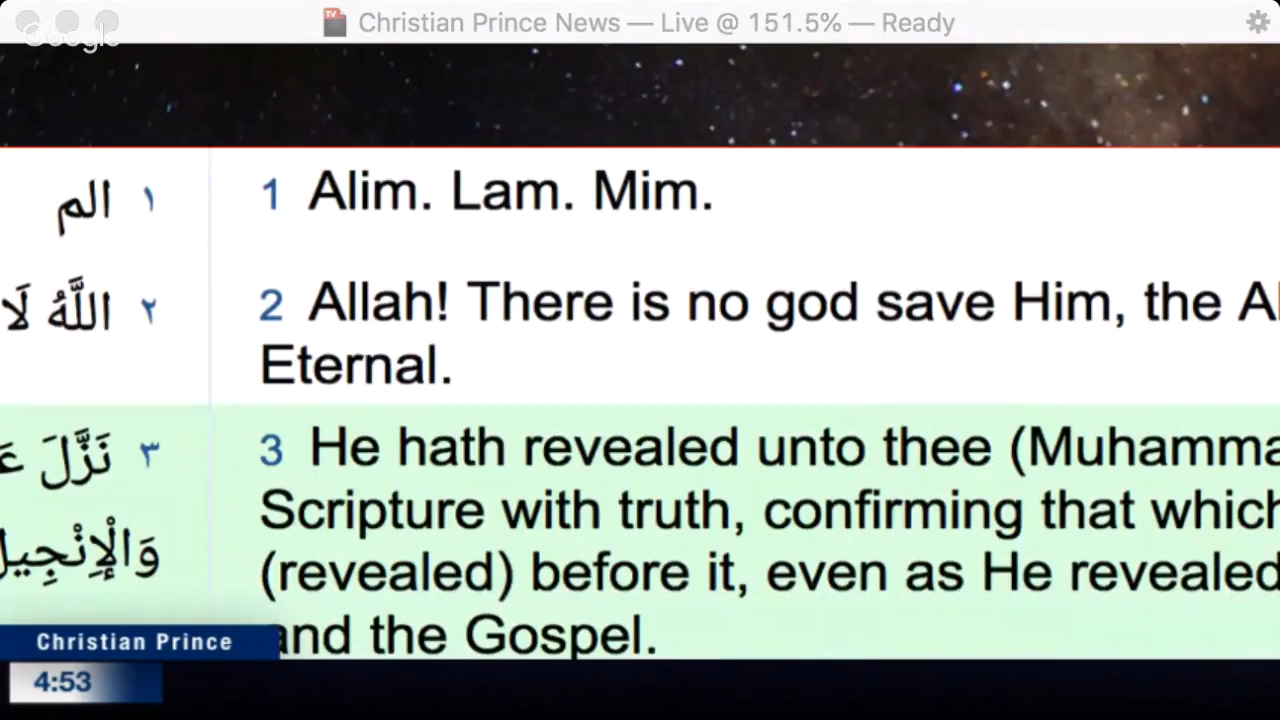 Christian Prince News — Live @ 151.5% — Ready
Google
الم ١
1 Alim. Lam. Mim.
اللَّهُ لَا ٢
2 Allah! There is no god save Him, the
Eternal.
نَزَّلَ ٣
3 He hath revealed unto thee
Scripture with truth, confirming that which
(revealed) before it, even as He revealed
وَالْإِنْجِيل
and the Gospel.
Christian Prince
4:53